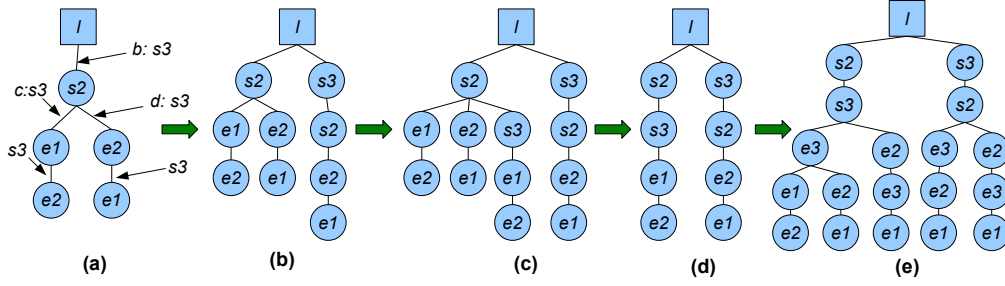 l l l l l
b: s3
s2 s2 s3 s2 s3 s2 s3 s2 s3
c:s3 d: s3
s3 s2
e1 e2 e1 e2 s2 e1 e2 s3 s2 s3 s2
s3 s3
e3 e2 e3 e2
e2 e1 e2 e1 e2 e2 e1 e1 e2 e1 e2
e1 e2 e3 e2 e3
e1 e2 e1 e2 e1
e2 e1 e1 e1 e1
(a) (b) (c) (d) (e)